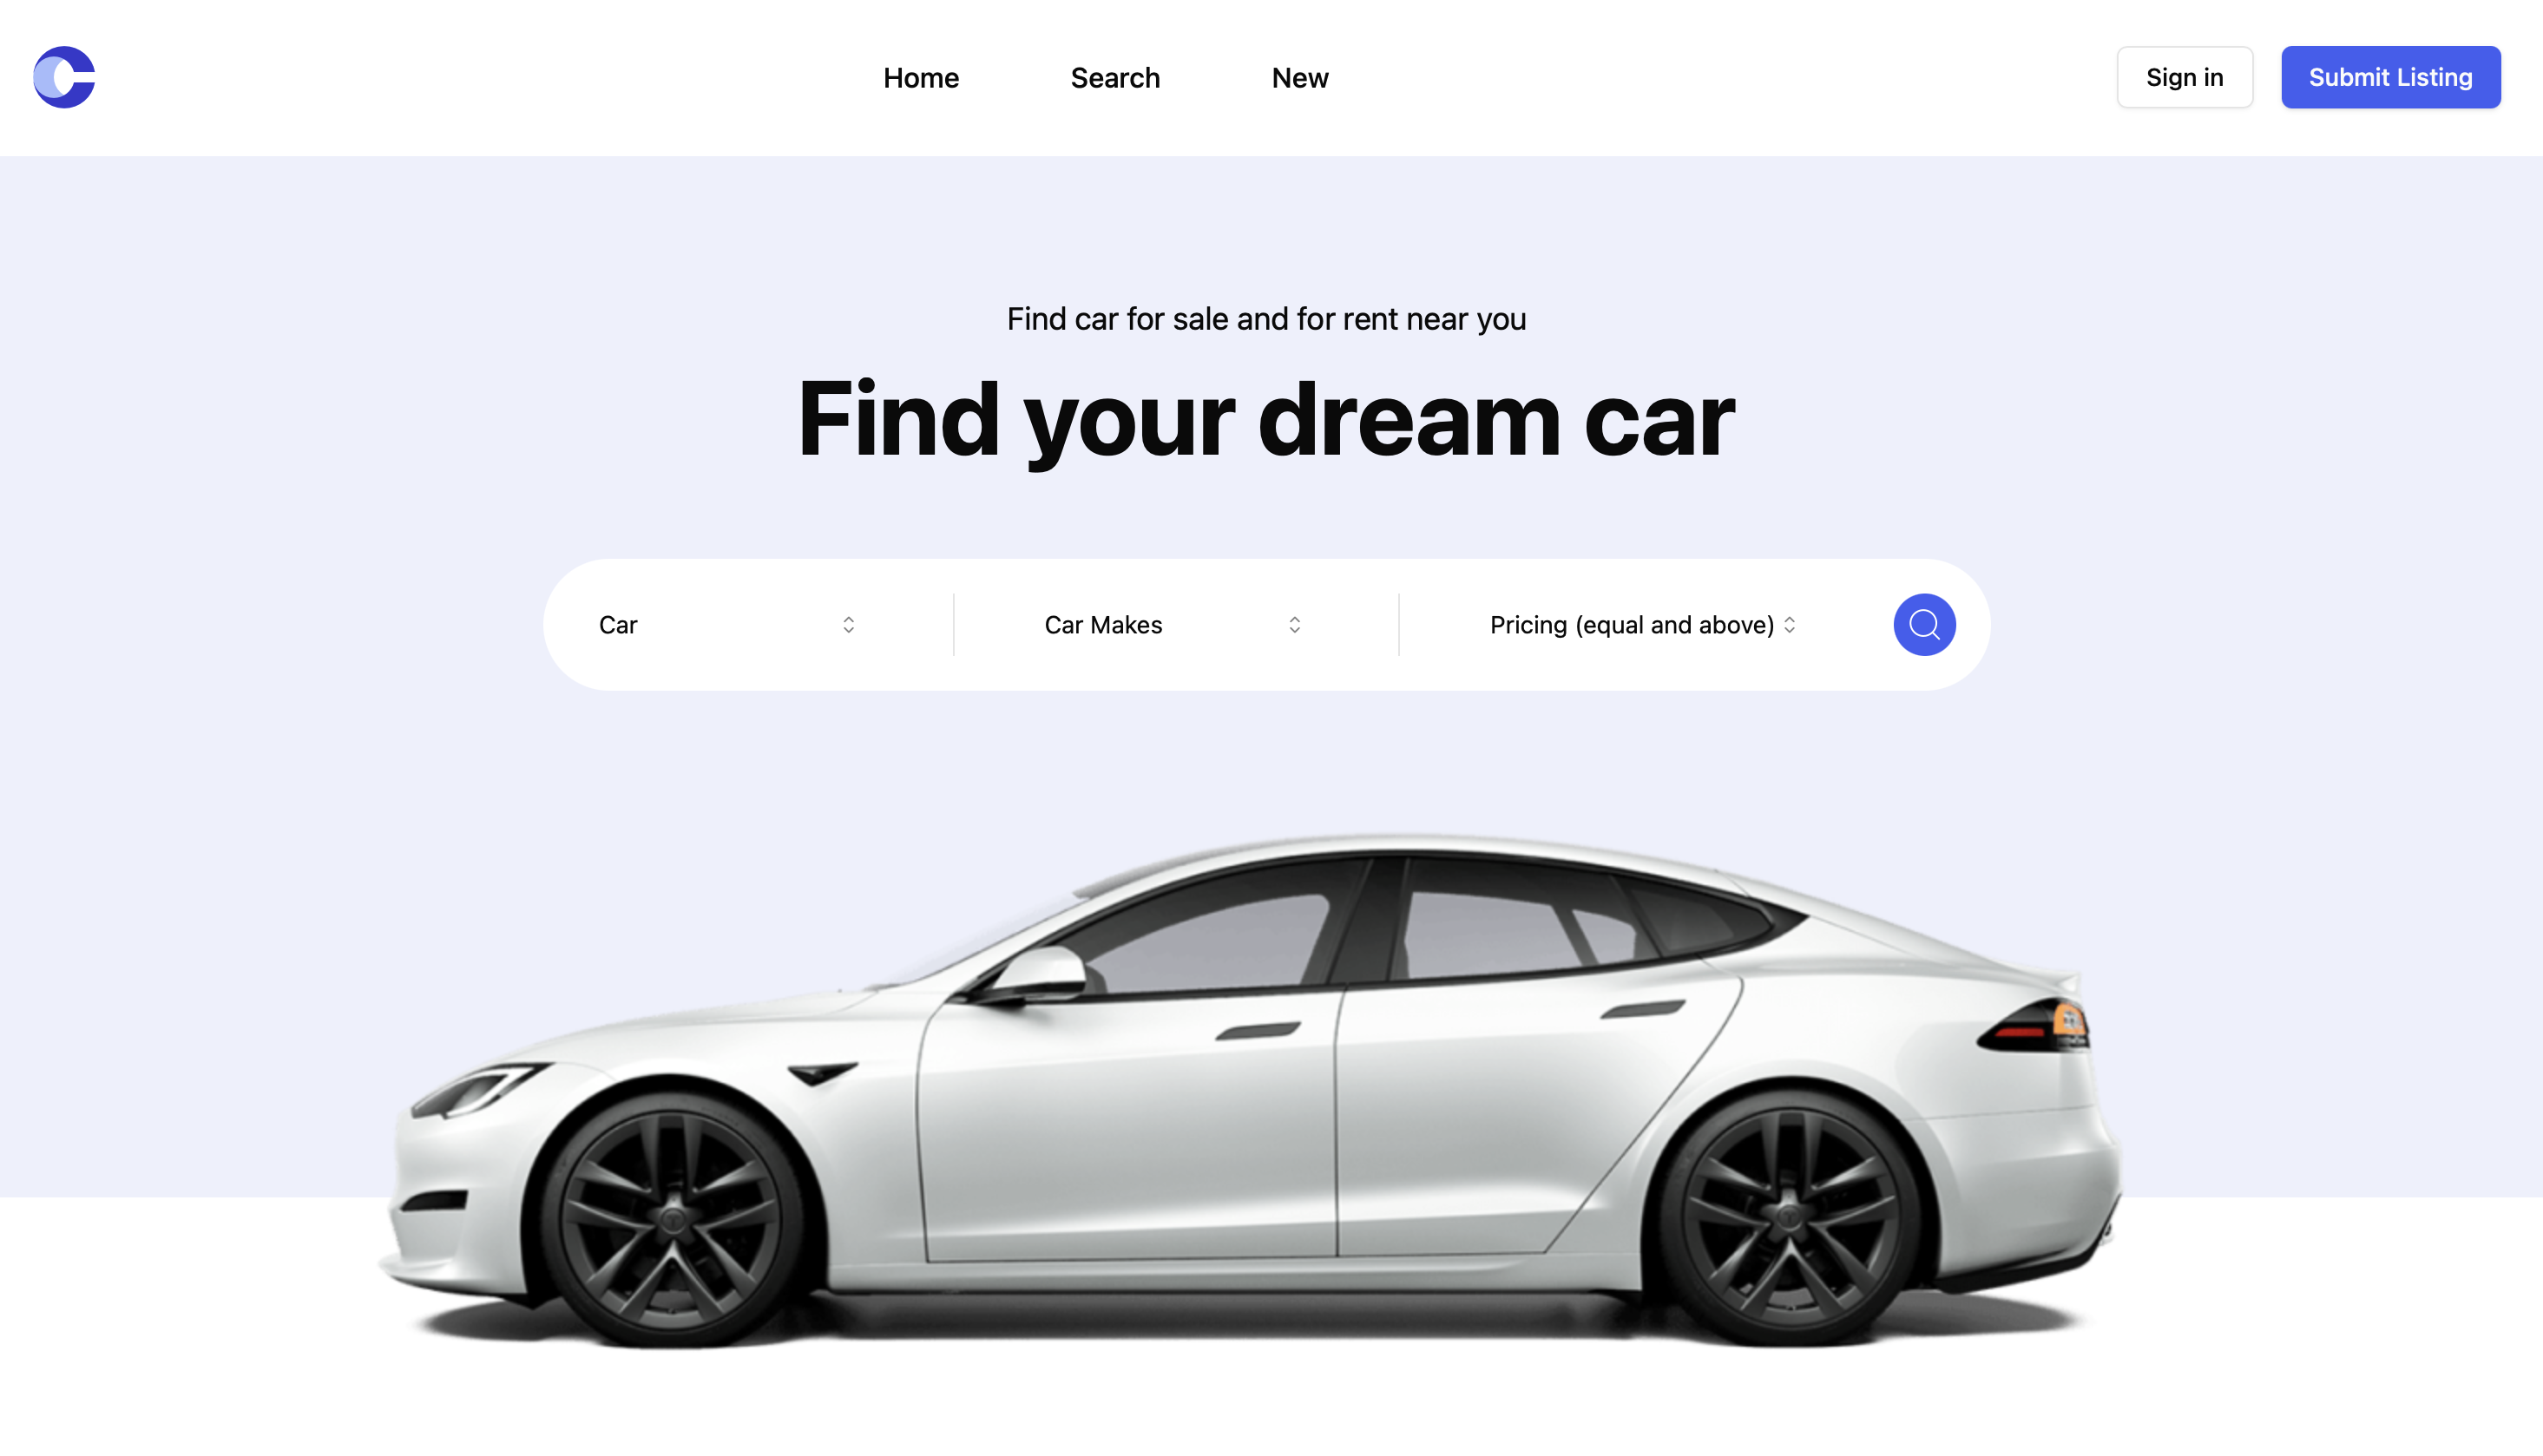 Home
Search
New
Sign in
Submit Listing
Find car for sale and for rent near you
Find your dream car
Car
Car Makes
Pricing (equal and above)